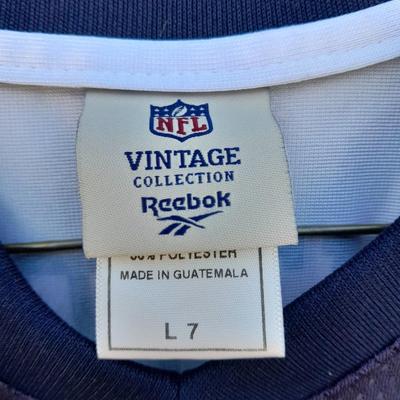 NFL
VINTAGE
COLLECTION
Reebok
POLYESTER
MADE IN GUATEMALA
L 7